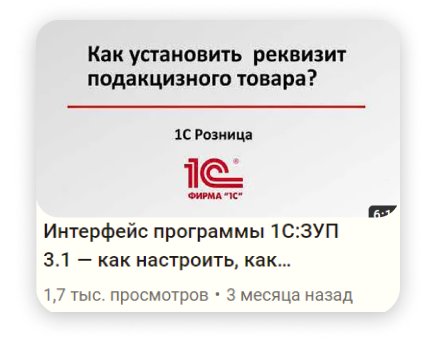 Как установить реквизит
подакцизного товара?
1С Розница
1С®
ФИРМА "1С"
Интерфейс программы 1С:ЗУП
3.1 — как настроить, как...
1,7 тыс. просмотров • 3 месяца назад